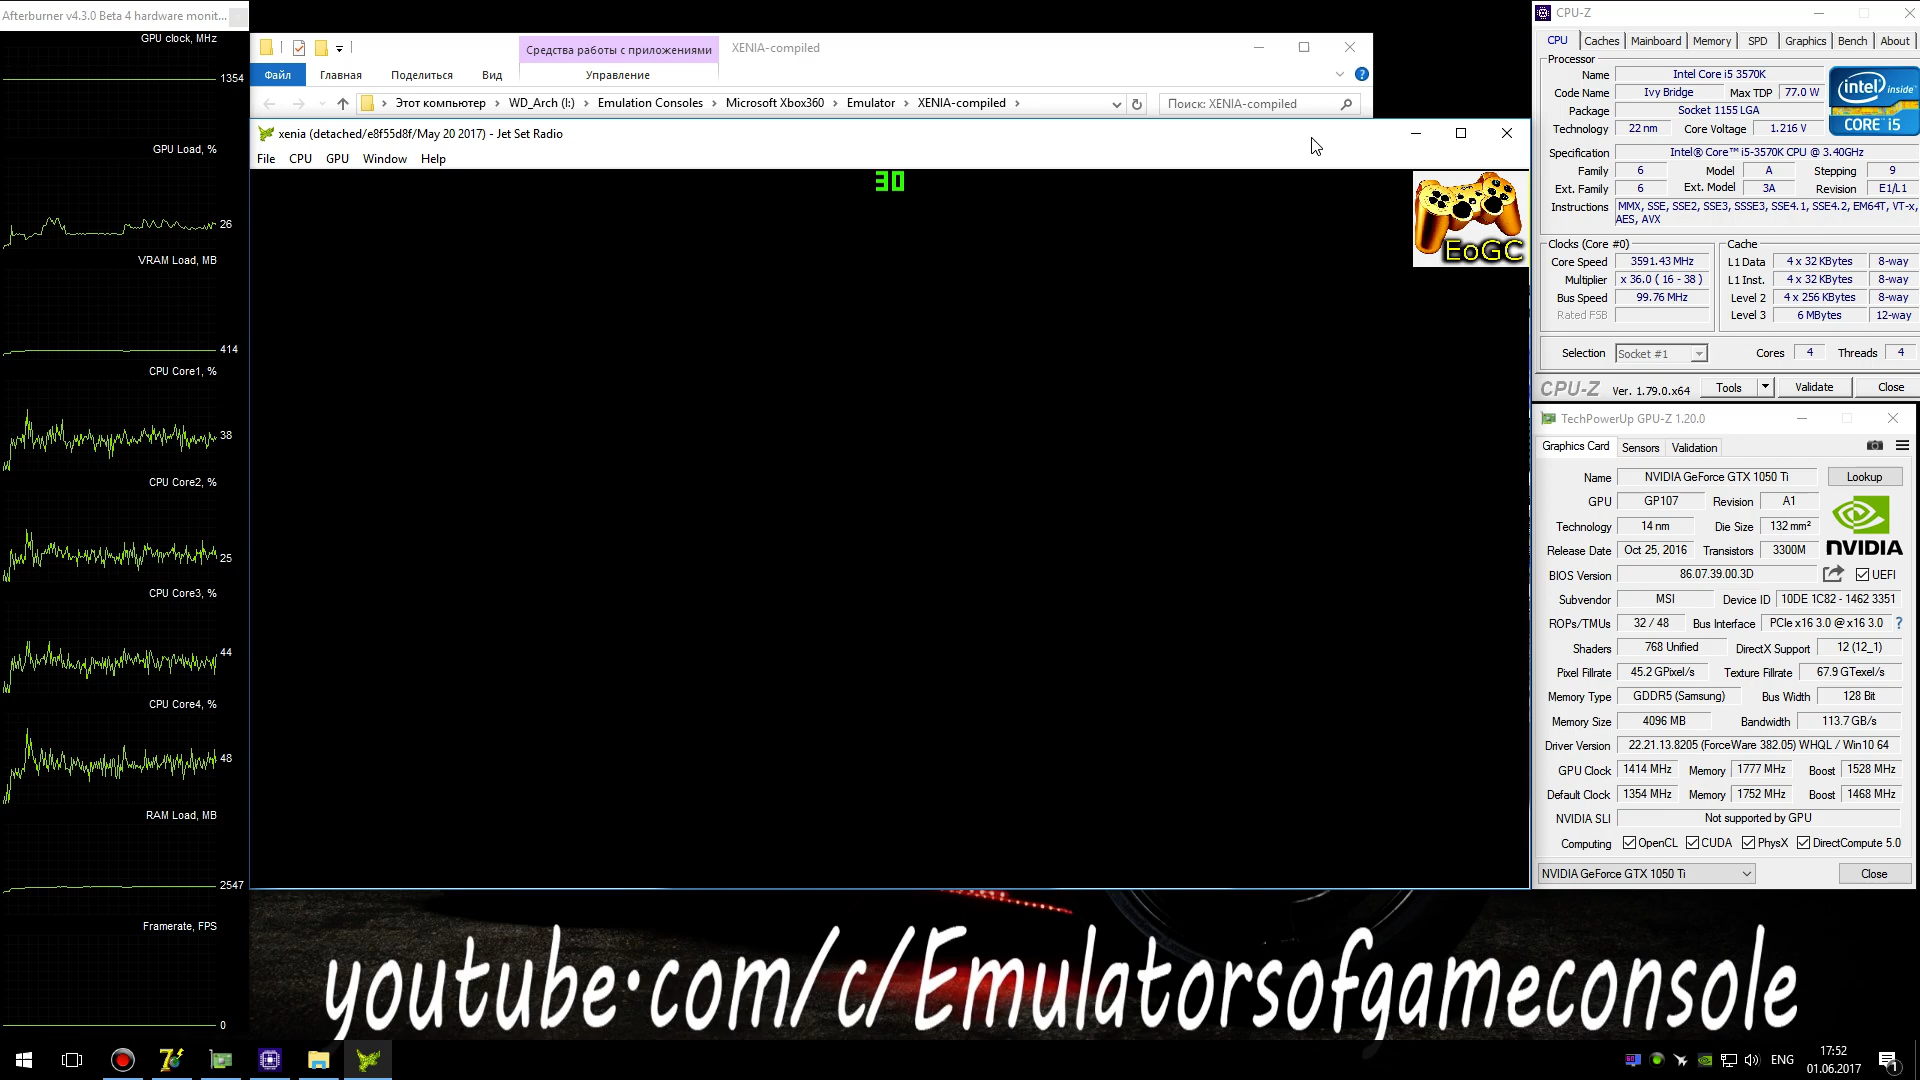 Afterburner v4.3.0 Beta 4 hardware monit...
GPU clock, MHz
1354
GPU Load, %
26
VRAM Load, MB
414
CPU Core1, %
38
CPU Core2, %
25
CPU Core3, %
44
CPU Core4, %
48
RAM Load, MB
2547
Framerate, FPS
0
Средства работы с приложениями
XENIA-compiled
Файл Главная Поделиться Вид Управление
Этот компьютер WD_Arch (I:) Emulation Consoles Microsoft Xbox360 Emulator XENIA-compiled
Поиск: XENIA-compiled
xenia (detached/e8f55d8f/May 20 2017) - Jet Set Radio
File CPU GPU Window Help
30
EoGC
CPU-Z
CPU Caches Mainboard Memory SPD Graphics Bench About
Processor
Name Intel Core i5 3570K
Code Name Ivy Bridge Max TDP 77.0 W
Package Socket 1155 LGA
Technology 22 nm Core Voltage 1.216 V
intel inside
CORE i5
Specification Intel® Core™ i5-3570K CPU @ 3.40GHz
Family 6 Model A Stepping 9
Ext. Family 6 Ext. Model 3A Revision E1/L1
Instructions MMX, SSE, SSE2, SSE3, SSSE3, SSE4.1, SSE4.2, EM64T, VT-x,
AES, AVX
Clocks (Core #0)
Core Speed 3591.43 MHz
Multiplier x 36.0 ( 16 - 38 )
Bus Speed 99.76 MHz
Rated FSB
Cache
L1 Data 4 x 32 KBytes 8-way
L1 Inst. 4 x 32 KBytes 8-way
Level 2 4 x 256 KBytes 8-way
Level 3 6 MBytes 12-way
Selection Socket #1 Cores 4 Threads 4
CPU-Z Ver. 1.79.0.x64 Tools Validate Close
TechPowerUp GPU-Z 1.20.0
Graphics Card Sensors Validation
Name NVIDIA GeForce GTX 1050 Ti Lookup
GPU GP107 Revision A1
Technology 14 nm Die Size 132 mm²
Release Date Oct 25, 2016 Transistors 3300M
NVIDIA
BIOS Version 86.07.39.00.3D UEFI
Subvendor MSI Device ID 10DE 1C82 - 1462 3351
ROPs/TMUs 32 / 48 Bus Interface PCIe x16 3.0 @ x16 3.0 ?
Shaders 768 Unified DirectX Support 12 (12_1)
Pixel Fillrate 45.2 GPixel/s Texture Fillrate 67.9 GTexel/s
Memory Type GDDR5 (Samsung) Bus Width 128 Bit
Memory Size 4096 MB Bandwidth 113.7 GB/s
Driver Version 22.21.13.8205 (ForceWare 382.05) WHQL / Win10 64
GPU Clock 1414 MHz Memory 1777 MHz Boost 1528 MHz
Default Clock 1354 MHz Memory 1752 MHz Boost 1468 MHz
NVIDIA SLI Not supported by GPU
Computing OpenCL CUDA PhysX DirectCompute 5.0
NVIDIA GeForce GTX 1050 Ti Close
youtube.com/c/Emulatorsofgameconsole
ENG
17:52
01.06.2017
1